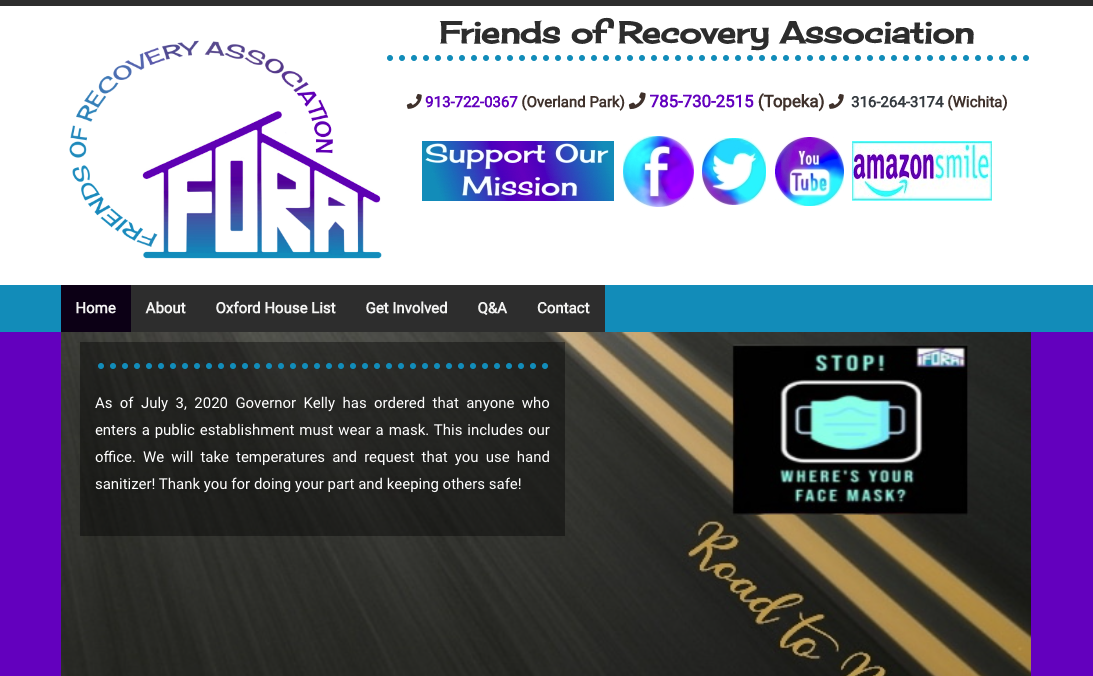 FRIENDS OF RECOVERY ASSOCIATION
FORA
Friends of Recovery Association
913-722-0367 (Overland Park) 785-730-2515 (Topeka) 316-264-3174 (Wichita)
Support Our
Mission
f
You
Tube
amazonsmile
Home About Oxford House List Get Involved Q&A Contact
As of July 3, 2020 Governor Kelly has ordered that anyone who
enters a public establishment must wear a mask. This includes our
office. We will take temperatures and request that you use hand
sanitizer! Thank you for doing your part and keeping others safe!
FORA
STOP!
WHERE'S YOUR
FACE MASK?
Road to